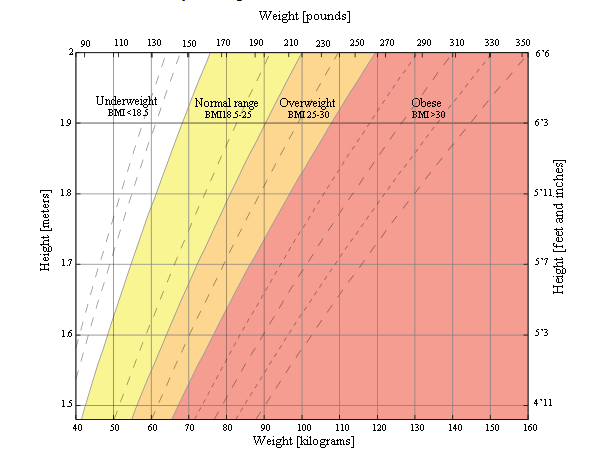 Weight [pounds]
90 110 130 150 170 190 210 230 250 270 290 310 330 350
2 6'6
Underweight Normal range Overweight Obese
BMI <18,5 BMI18.5-25 BMI 25-30 BMI >30
1.9 6'3
1.8 5'11
Height [meters]
Height [feet and inches]
1.7 5'7
1.6 5'3
1.5 4'11
40 50 60 70 80 90 100 110 120 130 140 150 160
Weight [kilograms]